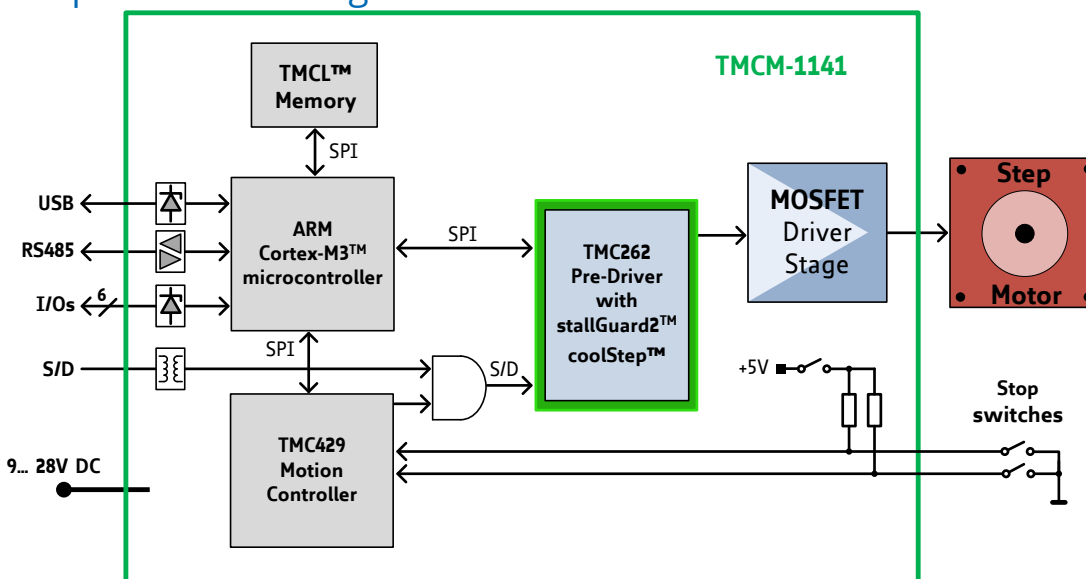 TMCM-1141
TMCL™
Memory
SPI
USB
RS485
I/Os
6
S/D
ARM
Cortex-M3™
microcontroller
SPI
SPI
TMC262
Pre-Driver
with
stallGuard2™
coolStep™
MOSFET
Driver
Stage
Step
Motor
S/D
+5V
Stop
switches
TMC429
Motion
Controller
9... 28V DC